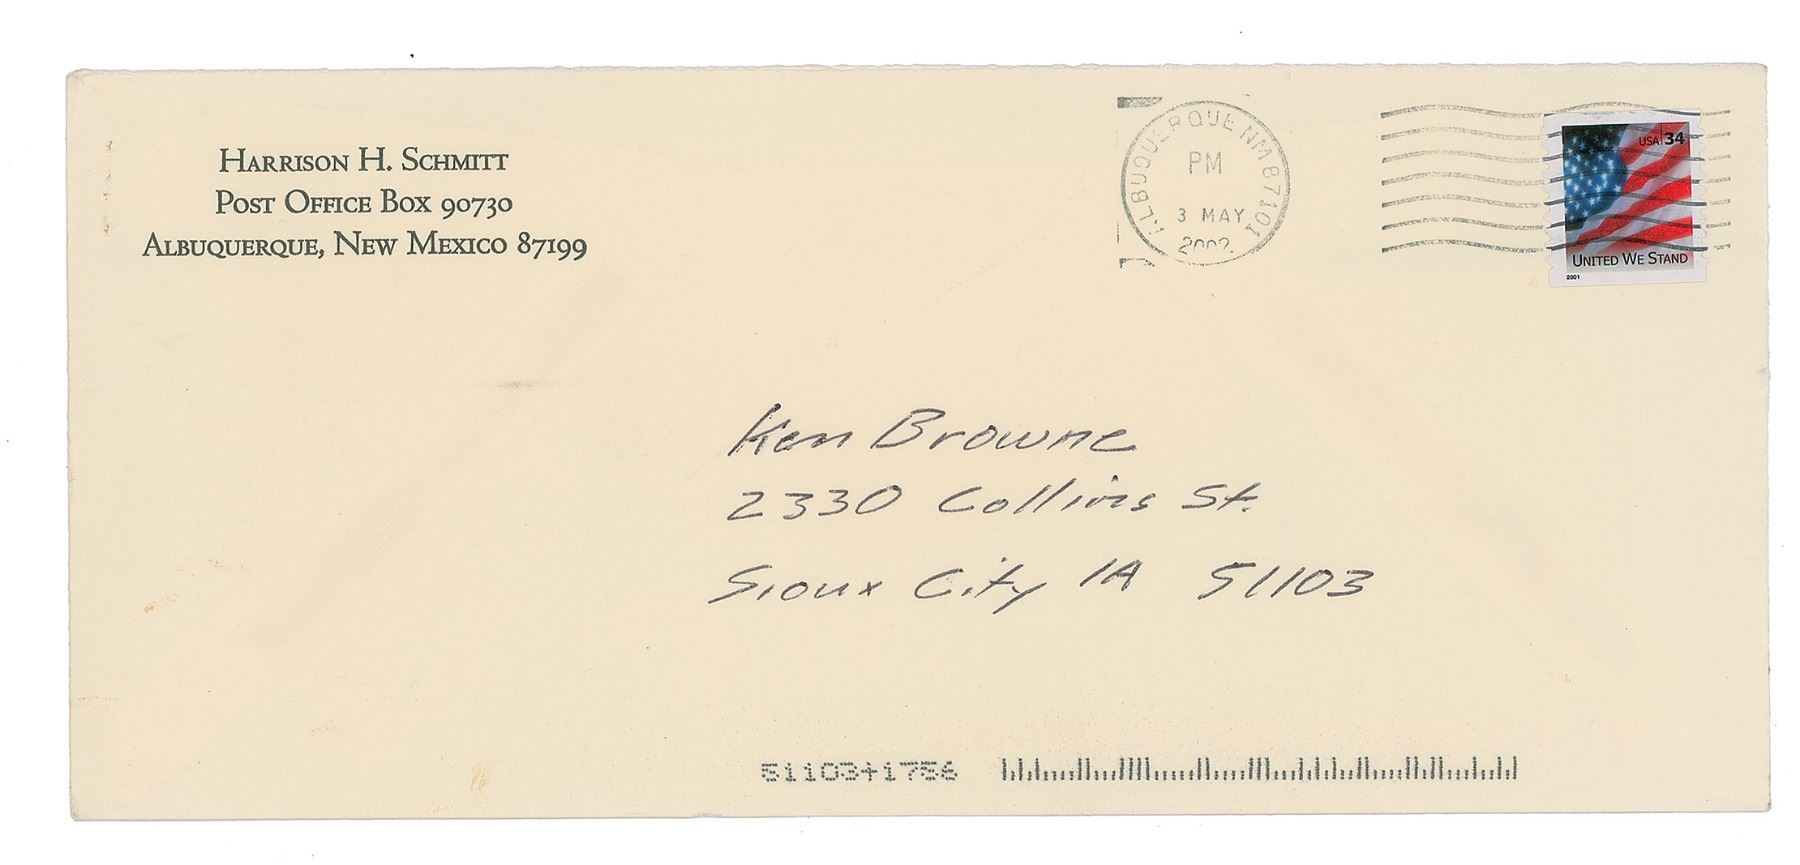 HARRISON H. SCHMITT
POST OFFICE BOX 90730
ALBUQUERQUE, NEW MEXICO 87199
ALBUQUERQUE NM 87101
PM
3 MAY
2002
USA 34
UNITED WE STAND
2001
Ken Browne
2330 Collins St.
Sioux City IA 51103
51103+1756